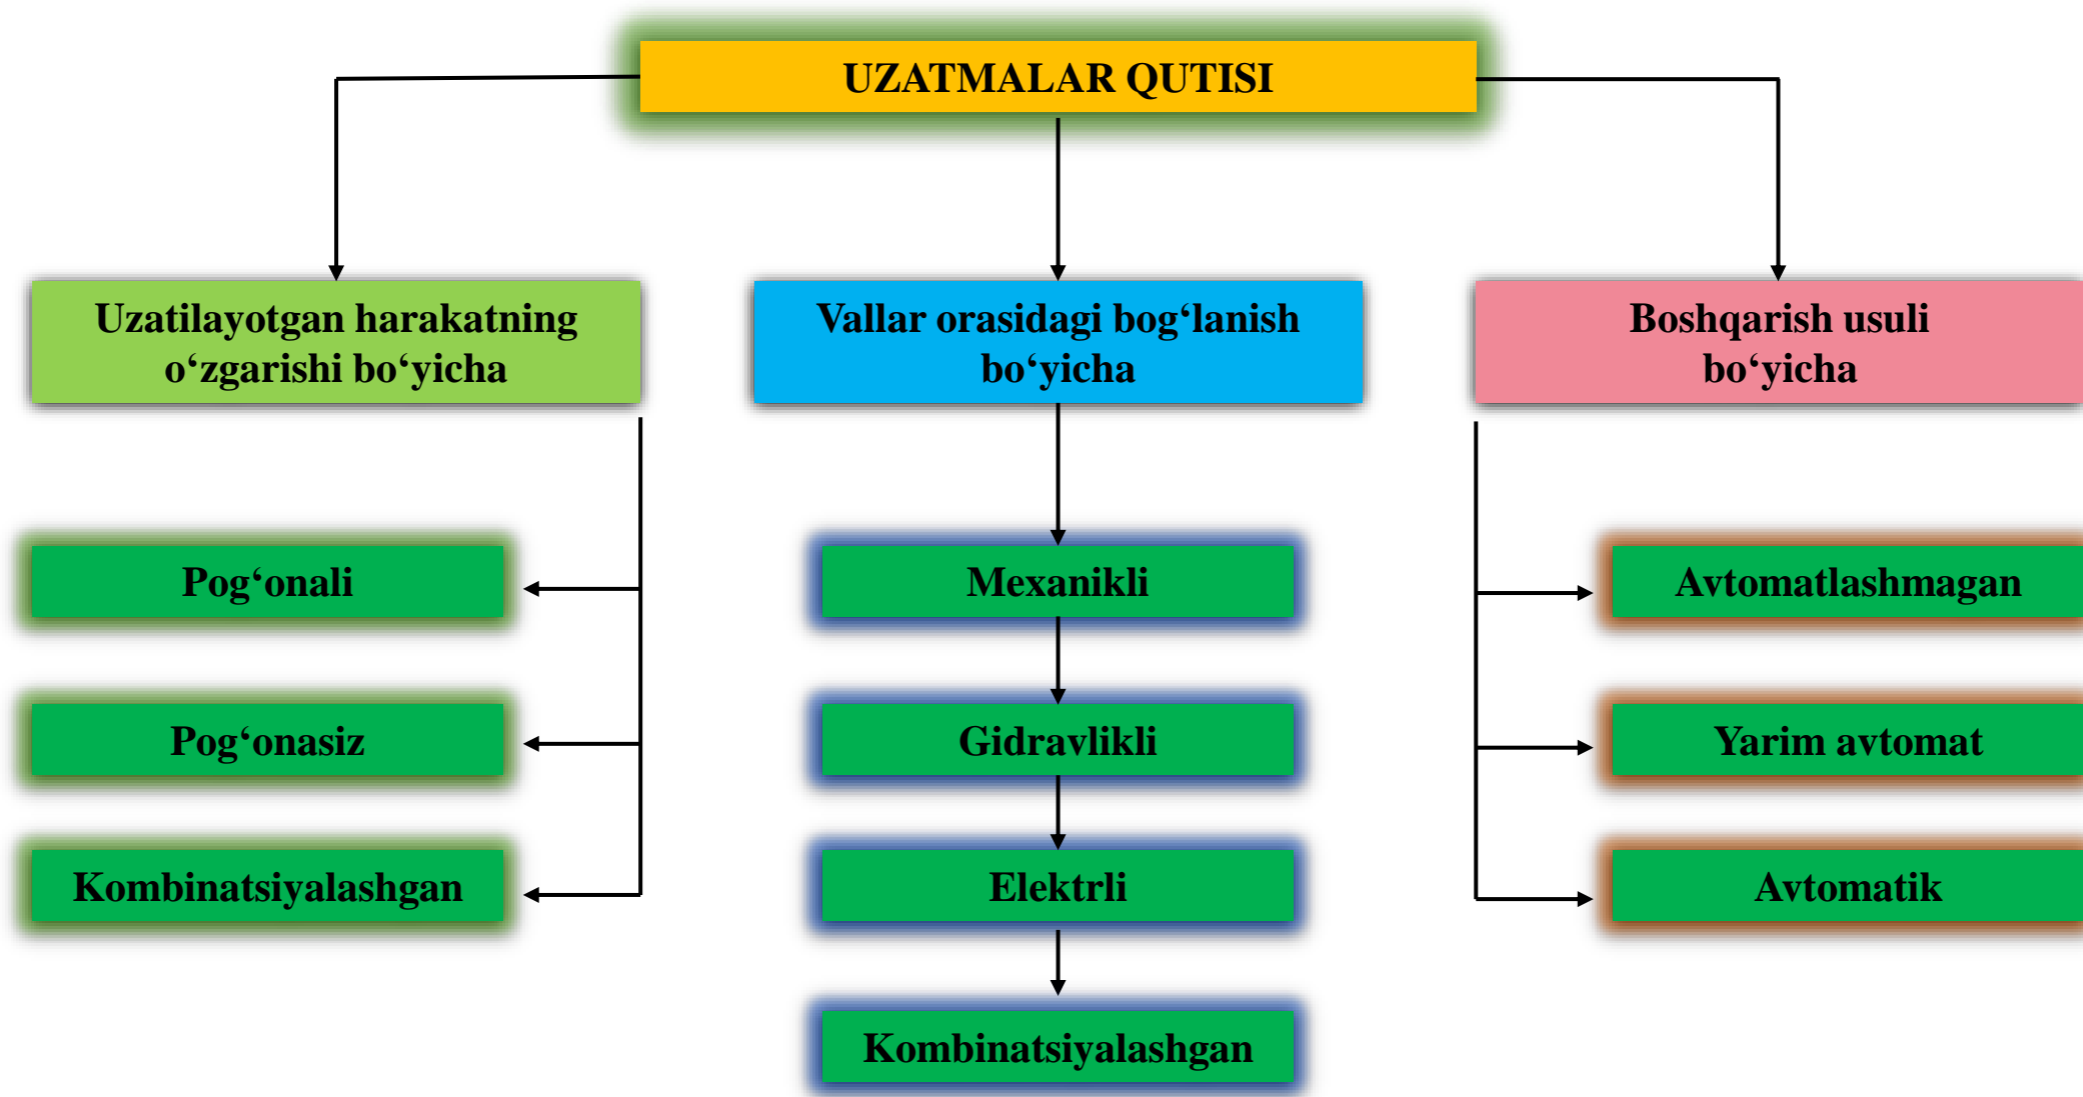 UZATMALAR QUTISI
Uzatilayotgan harakatning
o‘zgarishi bo‘yicha
Vallar orasidagi bog‘lanish
bo‘yicha
Boshqarish usuli
bo‘yicha
Pog‘onali
Mexanikli
Avtomatlashmagan
Pog‘onasiz
Gidravlikli
Yarim avtomat
Kombinatsiyalashgan
Elektrli
Avtomatik
Kombinatsiyalashgan